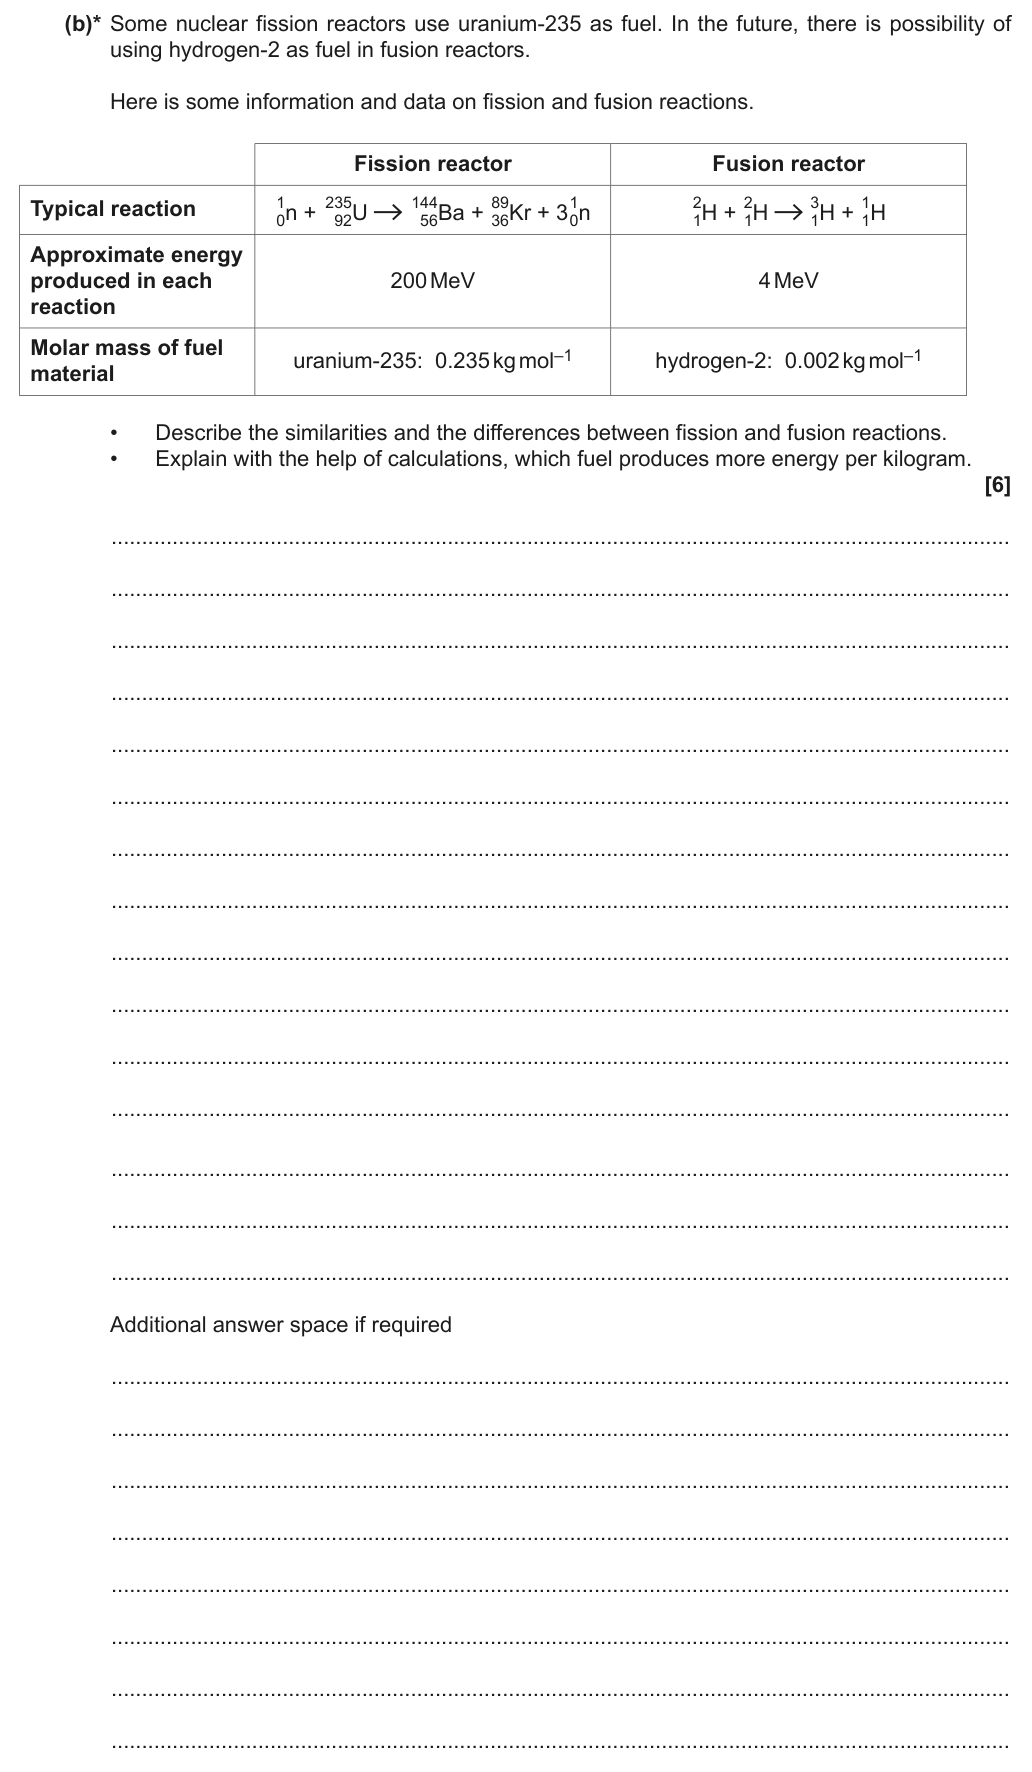 (b)* Some nuclear fission reactors use uranium-235 as fuel. In the future, there is possibility of
using hydrogen-2 as fuel in fusion reactors.
Here is some information and data on fission and fusion reactions.
Fission reactor Fusion reactor
Typical reaction ¹₀n + ²³⁵₉₂U → ¹⁴⁴₅₆Ba + ⁸⁹₃₆Kr + 3¹₀n ²₁H + ²₁H → ³₁H + ¹₁H
Approximate energy
produced in each
reaction
200 MeV 4 MeV
Molar mass of fuel
material
uranium-235: 0.235 kg mol⁻¹ hydrogen-2: 0.002 kg mol⁻¹
• Describe the similarities and the differences between fission and fusion reactions.
• Explain with the help of calculations, which fuel produces more energy per kilogram.
[6]
Additional answer space if required